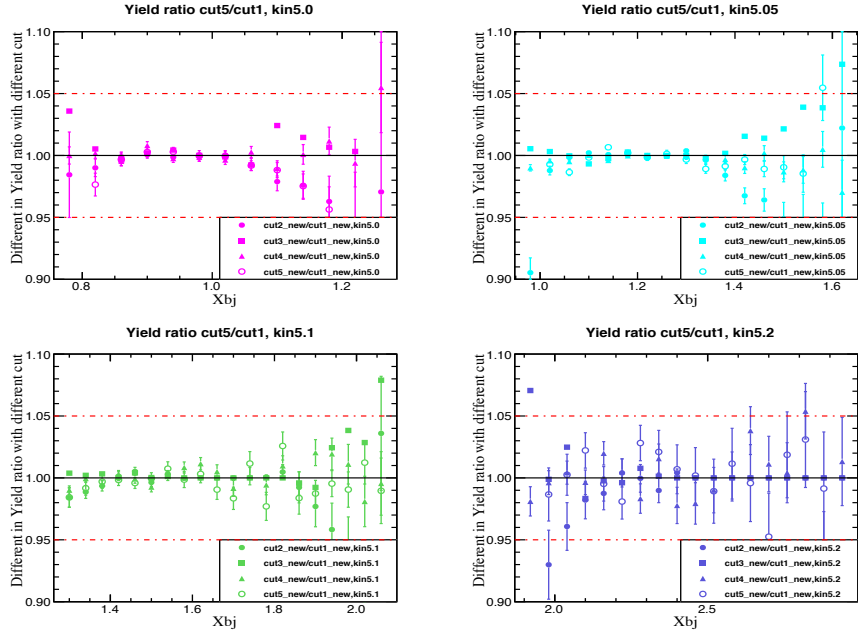 Yield ratio cut5/cut1, kin5.0
Different in Yield ratio with different cut
1.10
1.05
1.00
0.95
0.90
cut2_new/cut1_new,kin5.0
cut3_new/cut1_new,kin5.0
cut4_new/cut1_new,kin5.0
cut5_new/cut1_new,kin5.0
0.8
1.0
1.2
Xbj
Yield ratio cut5/cut1, kin5.05
Different in Yield ratio with different cut
1.10
1.05
1.00
0.95
0.90
cut2_new/cut1_new,kin5.05
cut3_new/cut1_new,kin5.05
cut4_new/cut1_new,kin5.05
cut5_new/cut1_new,kin5.05
1.0
1.2
1.4
1.6
Xbj
Yield ratio cut5/cut1, kin5.1
Different in Yield ratio with different cut
1.10
1.05
1.00
0.95
0.90
cut2_new/cut1_new,kin5.1
cut3_new/cut1_new,kin5.1
cut4_new/cut1_new,kin5.1
cut5_new/cut1_new,kin5.1
1.4
1.6
1.8
2.0
Xbj
Yield ratio cut5/cut1, kin5.2
Different in Yield ratio with different cut
1.10
1.05
1.00
0.95
0.90
cut2_new/cut1_new,kin5.2
cut3_new/cut1_new,kin5.2
cut4_new/cut1_new,kin5.2
cut5_new/cut1_new,kin5.2
2.0
2.5
Xbj